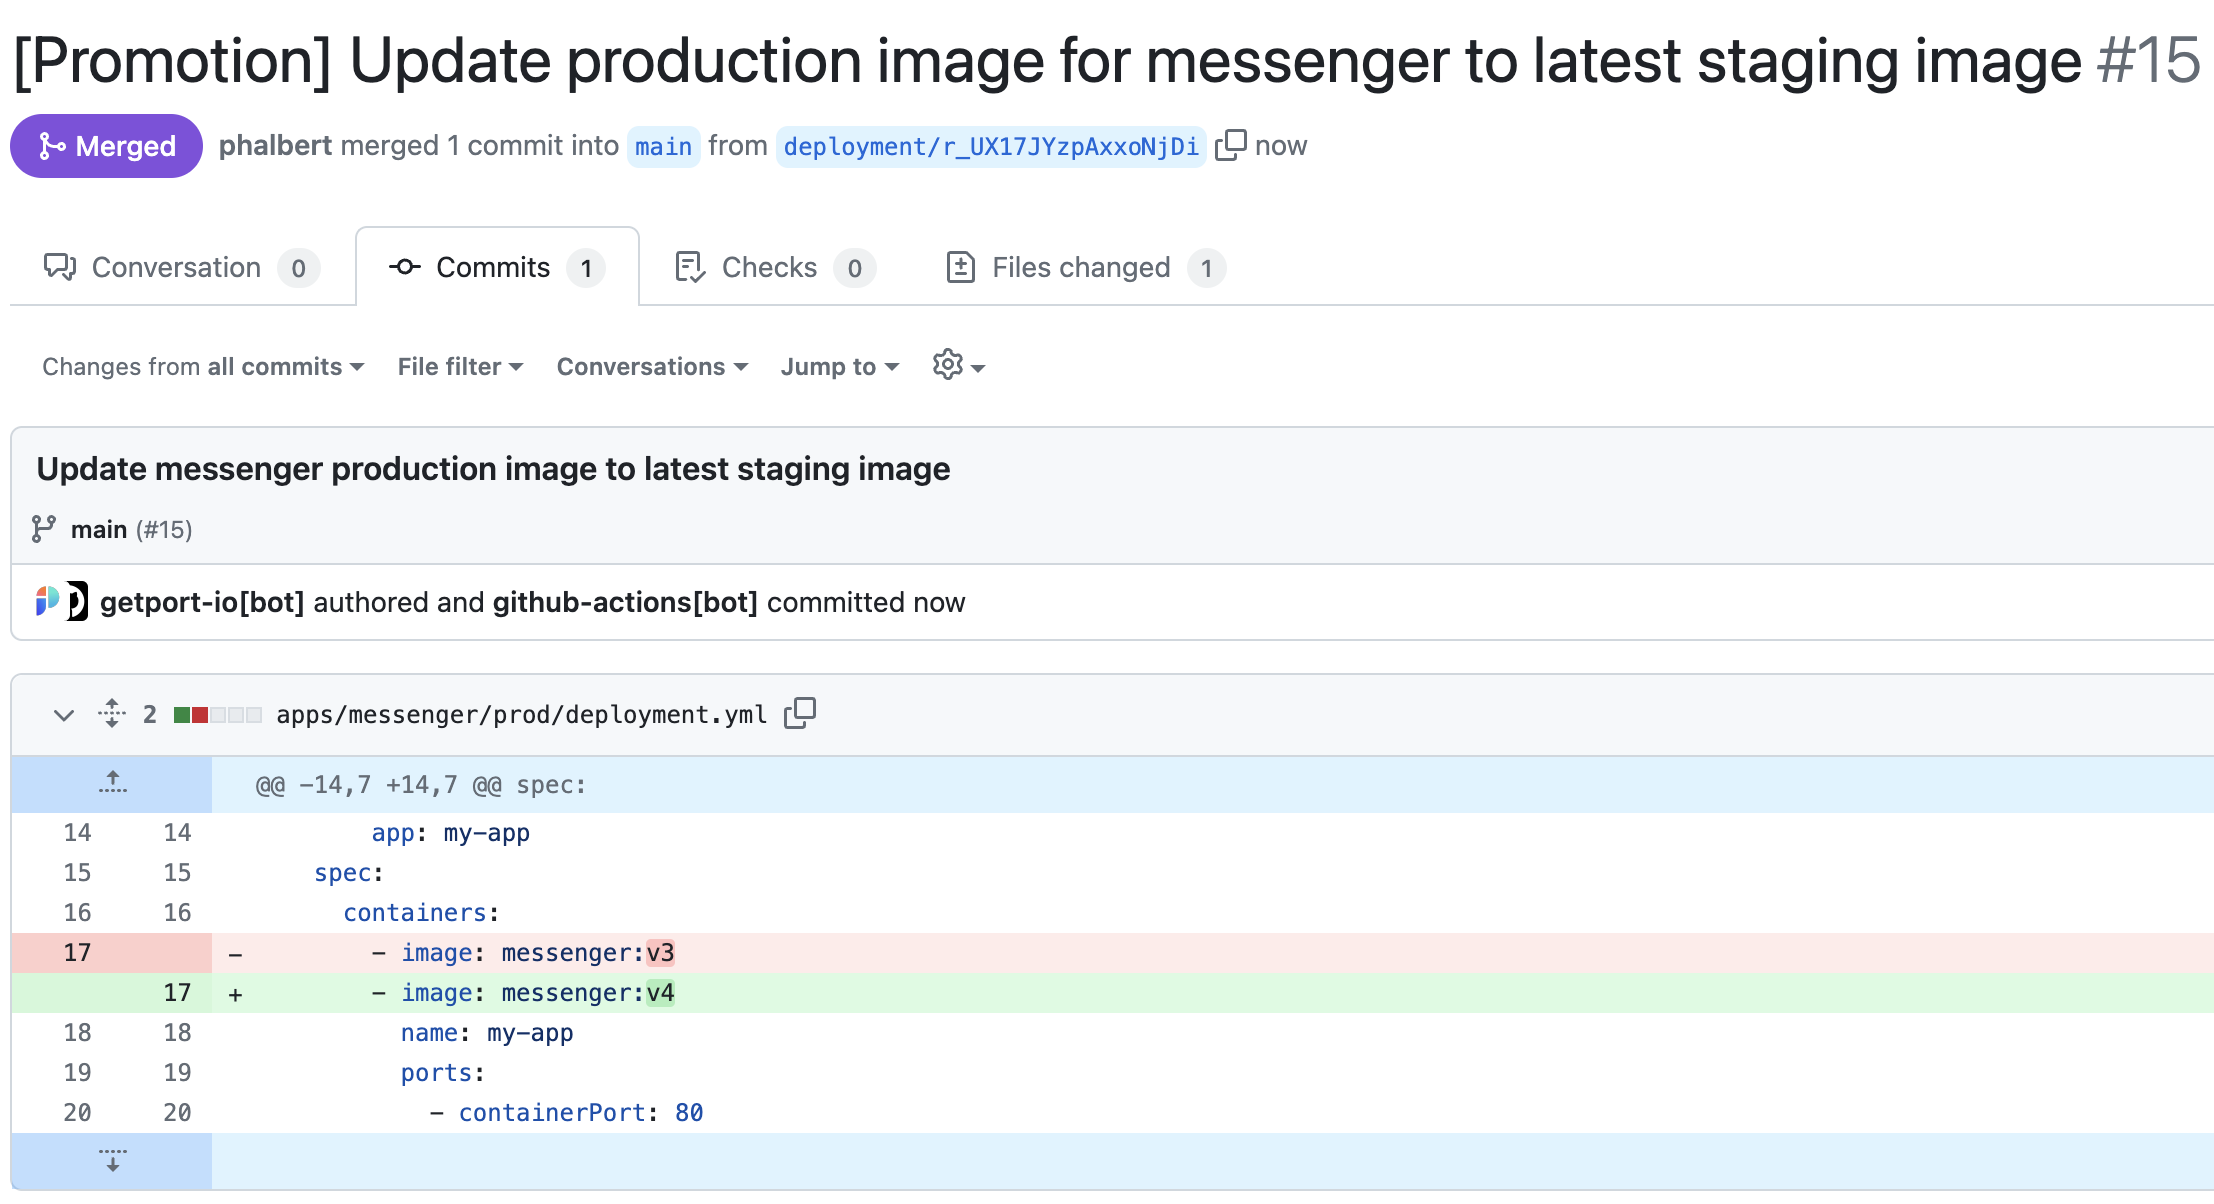 [Promotion] Update production image for messenger to latest staging image #15
Merged phalbert merged 1 commit into main from deployment/r_UX17JYzpAxxoNjDi now
Conversation 0 Commits 1 Checks 0 Files changed 1
Changes from all commits File filter Conversations Jump to
Update messenger production image to latest staging image
main (#15)
getport-io[bot] authored and github-actions[bot] committed now
2 apps/messenger/prod/deployment.yml
@@ -14,7 +14,7 @@ spec:
14 14 app: my-app
15 15 spec:
16 16 containers:
17 - - image: messenger:v3
17 + - image: messenger:v4
18 18 name: my-app
19 19 ports:
20 20 - containerPort: 80